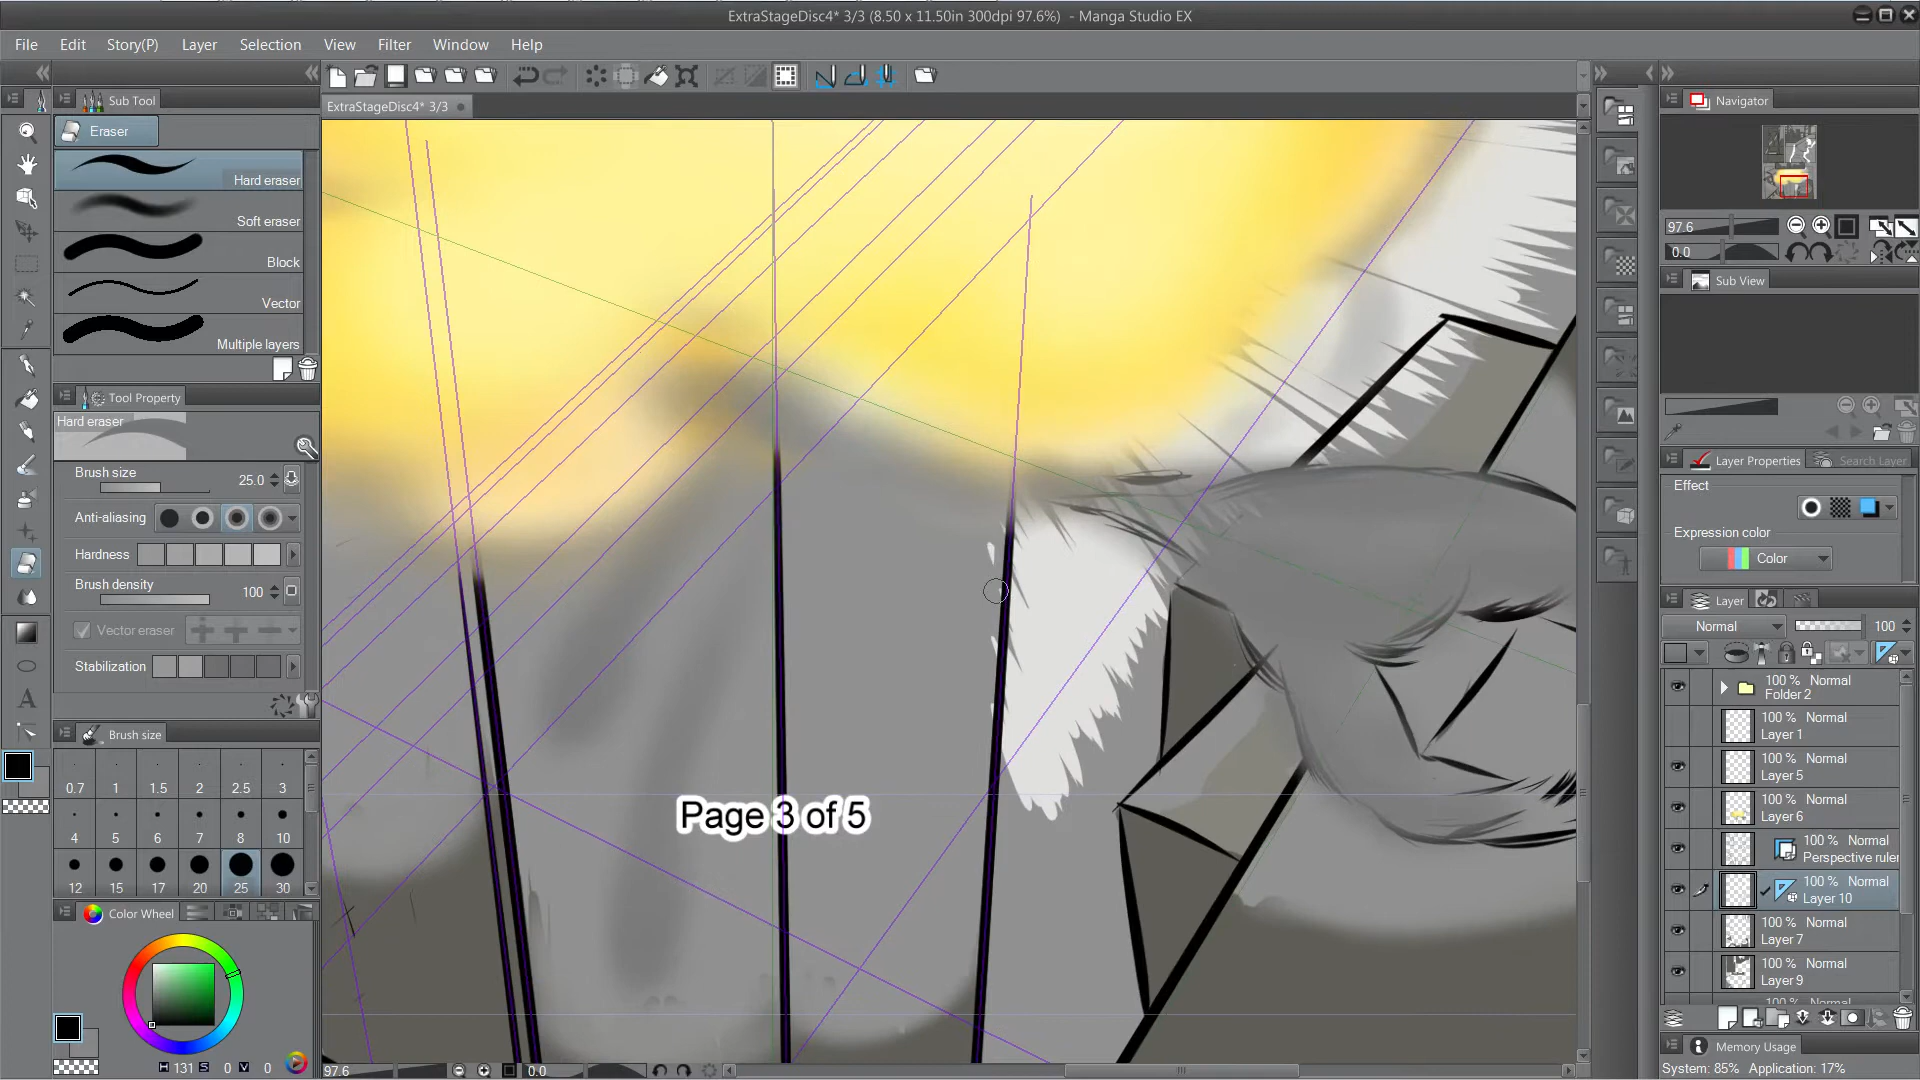 ExtraStageDisc4* 3/3 (8.50 x 11.50in 300dpi 97.6%)  - Manga Studio EX
File Edit Story(P) Layer Selection View Filter Window Help
Sub Tool
ExtraStageDisc4* 3/3
Eraser
Hard eraser
Soft eraser
Block
Vector
Multiple layers
Tool Property
Hard eraser
Brush size 25.0
Anti-aliasing
Hardness
Brush density 100
Vector eraser
Stabilization
Brush size
0.7 1 1.5 2 2.5 3
4 5 6 7 8 10
12 15 17 20 25 30
Color Wheel
H 131 S 0 V 0
Page 3 of 5
97.6 0.0
Navigator
97.6
0.0
Sub View
Layer Properties Search Layer
Effect
Expression color
Color
Layer
Normal 100
100 % Normal
Folder 2
100 % Normal
Layer 1
100 % Normal
Layer 5
100 % Normal
Layer 6
100 % Normal
Perspective ruler
100 % Normal
Layer 10
100 % Normal
Layer 7
100 % Normal
Layer 9
100 % Normal
Memory Usage
System: 85% Application: 17%